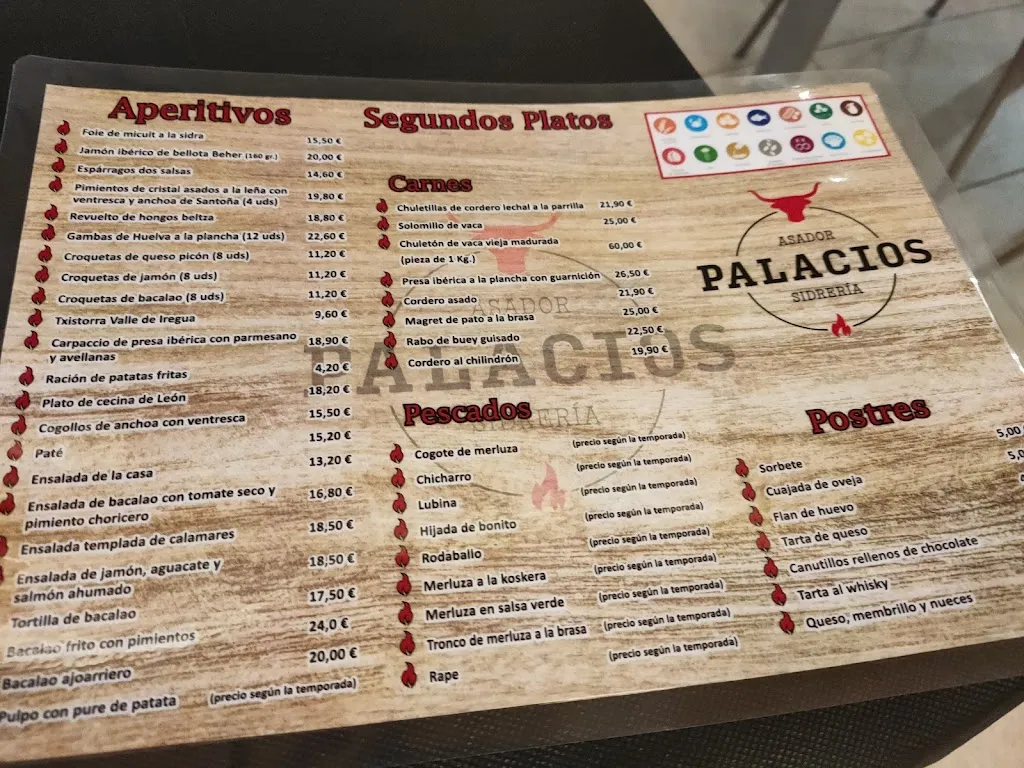 Aperitivos
Foie de micuit a la sidra 15,50 €
Jamón ibérico de bellota Beher (160 gr.) 20,00 €
Espárragos dos salsas 14,60 €
Pimientos de cristal asados a la leña con
ventresca y anchoa de Santoña (4 uds) 19,80 €
Revuelto de hongos beltza 18,80 €
Gambas de Huelva a la plancha (12 uds) 22,60 €
Croquetas de queso picón (8 uds) 11,20 €
Croquetas de jamón (8 uds) 11,20 €
Croquetas de bacalao (8 uds) 11,20 €
Txistorra Valle de Iregua 9,60 €
Carpaccio de presa ibérica con parmesano
y avellanas 18,90 €
Ración de patatas fritas 4,20 €
Plato de cecina de León 18,20 €
Cogollos de anchoa con ventresca 15,50 €
Paté 15,20 €
Ensalada de la casa 13,20 €
Ensalada de bacalao con tomate seco y
pimiento choricero 16,80 €
Ensalada templada de calamares 18,50 €
Ensalada de jamón, aguacate y
salmón ahumado 18,50 €
Tortilla de bacalao 17,50 €
Bacalao frito con pimientos 24,0 €
Bacalao ajoarriero 20,00 €
Pulpo con pure de patata (precio según la temporada)
Segundos Platos
Carnes
Chuletillas de cordero lechal a la parrilla 21,90 €
Solomillo de vaca 25,00 €
Chuletón de vaca vieja madurada 60,00 €
(pieza de 1 Kg.)
Presa ibérica a la plancha con guarnición 26,50 €
Cordero asado 21,90 €
Magret de pato a la brasa 25,00 €
Rabo de buey guisado 22,50 €
Cordero al chilindrón 19,90 €
ASADOR
PALACIOS
SIDRERÍA
Pescados
Cogote de merluza (precio según la temporada)
Chicharro (precio según la temporada)
Lubina (precio según la temporada)
Hijada de bonito (precio según la temporada)
Rodaballo (precio según la temporada)
Merluza a la koskera (precio según la temporada)
Merluza en salsa verde (precio según la temporada)
Tronco de merluza a la brasa (precio según la temporada)
Rape (precio según la temporada)
ASADOR
PALACIOS
SIDRERÍA
Postres
Sorbete 5,00
Cuajada de oveja 5,0
Flan de huevo
Tarta de queso
Canutillos rellenos de chocolate
Tarta al whisky
Queso, membrillo y nueces